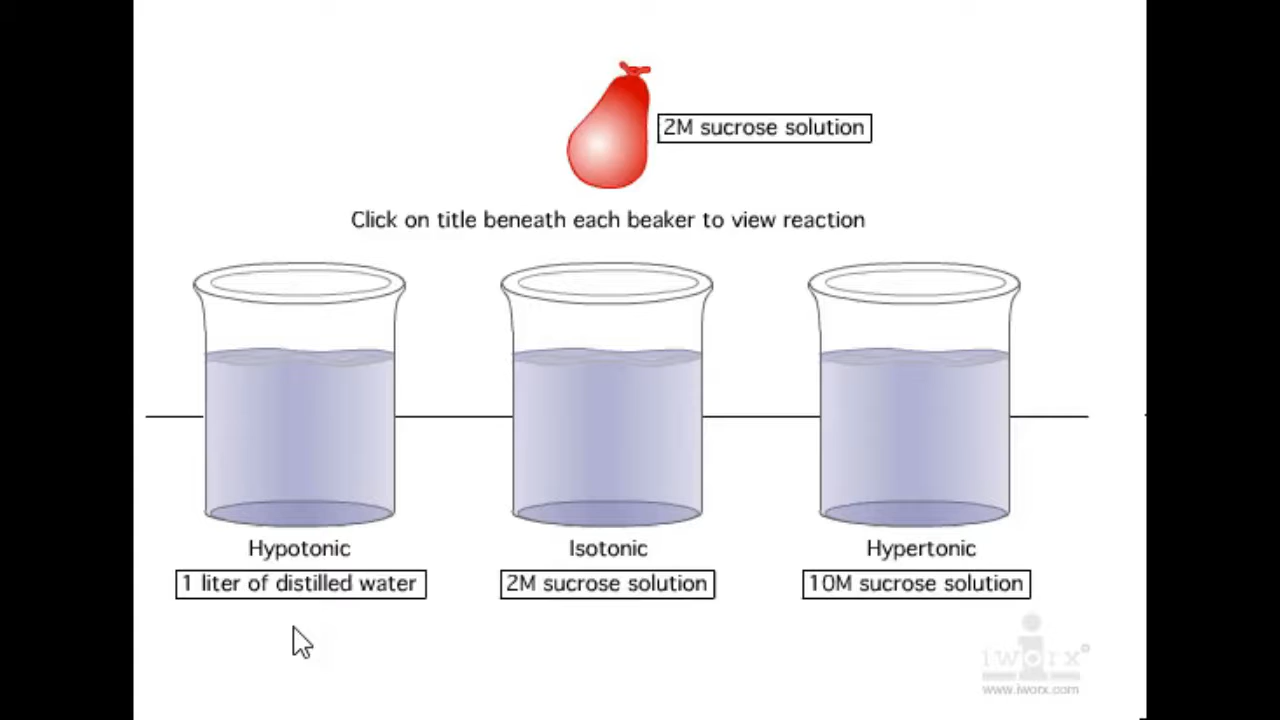 2M sucrose solution
Click on title beneath each beaker to view reaction
Hypotonic
1 liter of distilled water
Isotonic
2M sucrose solution
Hypertonic
10M sucrose solution
iworx
www.iworx.com